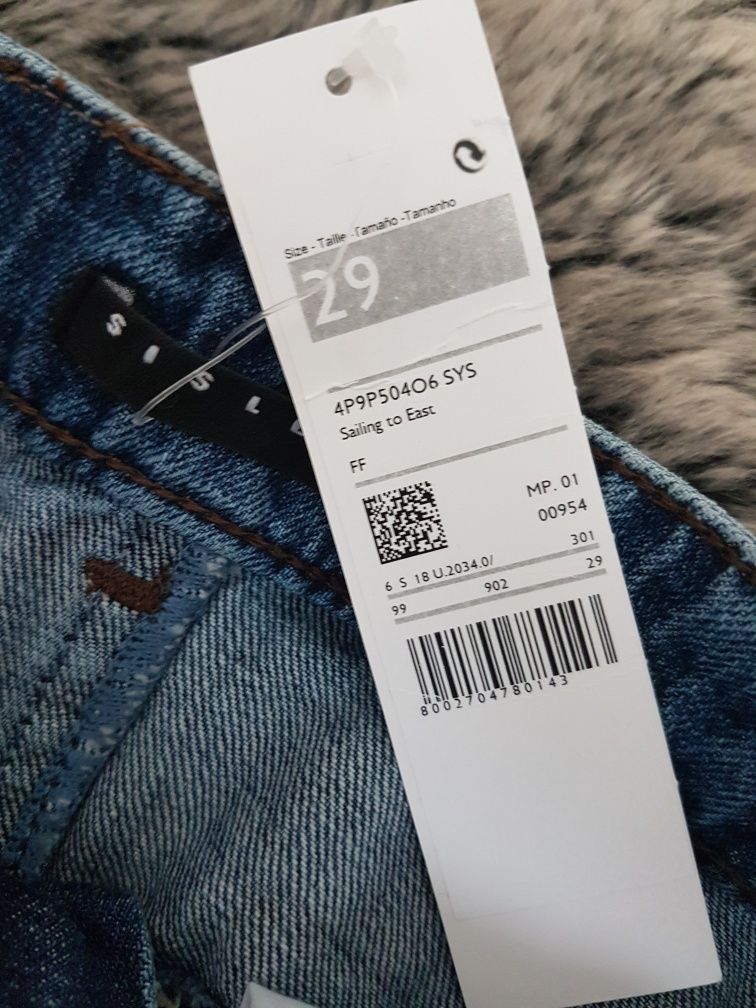 Size - Taille - Tamaño - Tamanho
29
4P9P504O6 SYS
Sailing to East
FF
MP. 01
00954
6 S 18 U.2034.0/ 301
99 902 29
8002704780143
S I S L